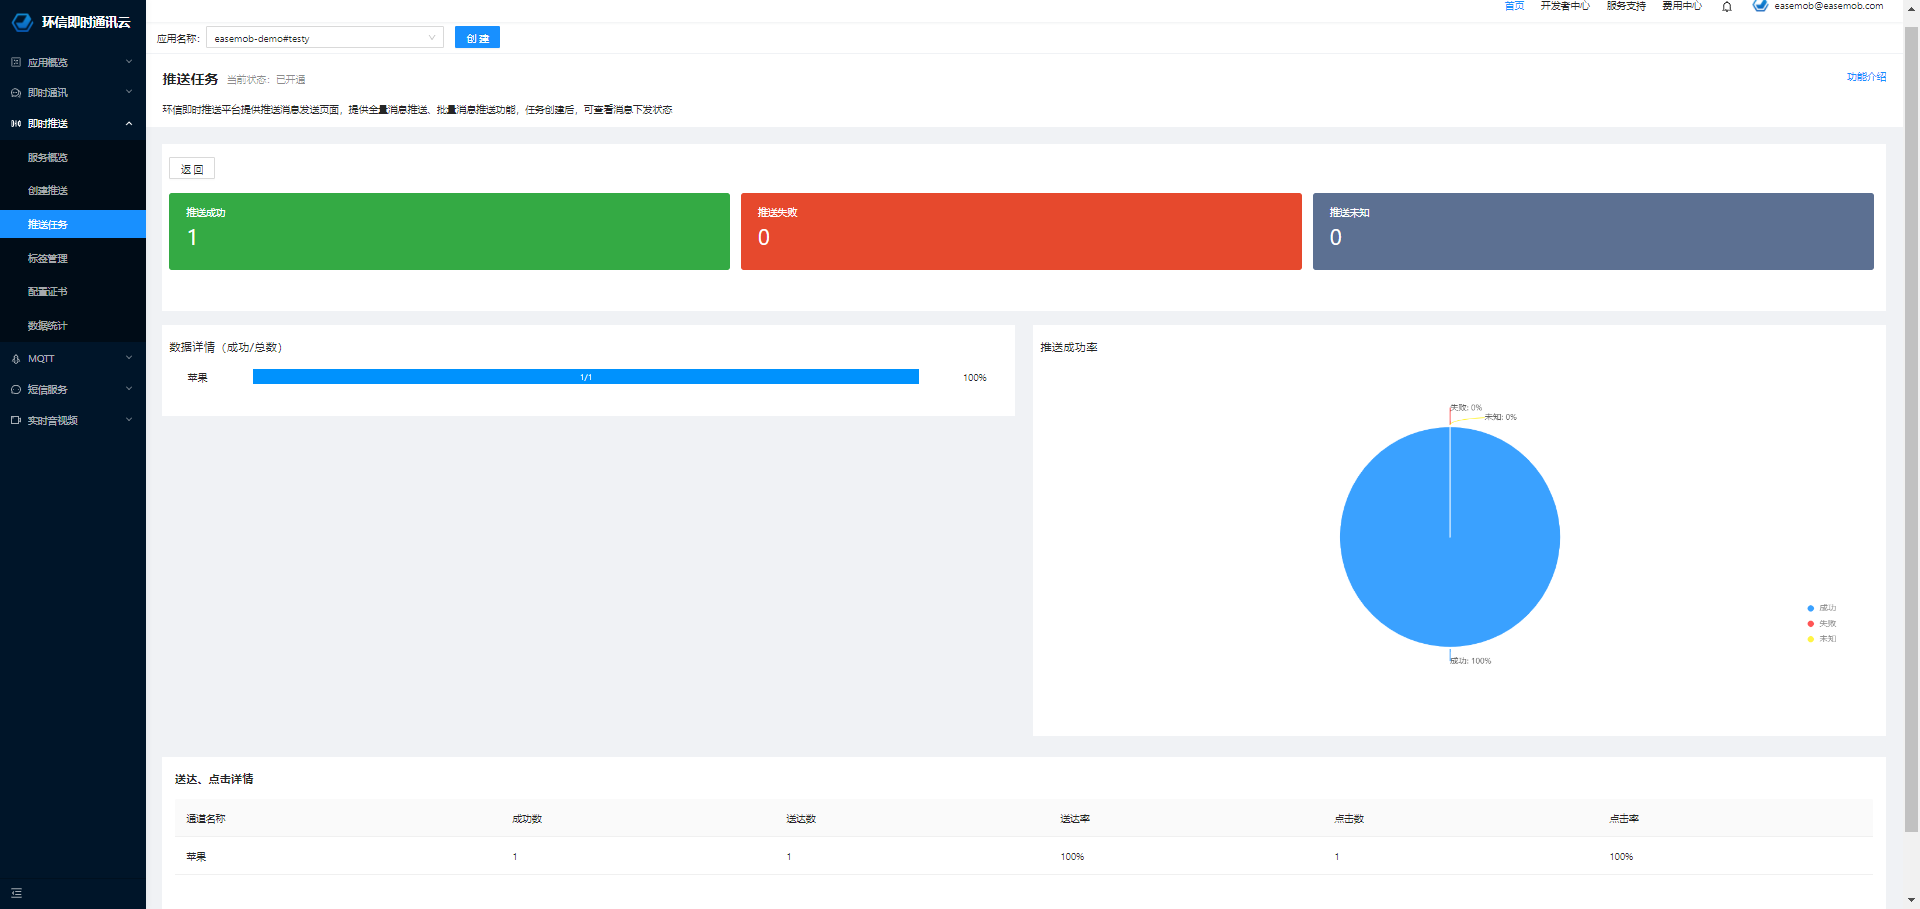 环信即时通讯云
首页 开发者中心 服务支持 费用中心 easemob@easemob.com
应用名称: easemob-demo#testy 创 建
应用概览
即时通讯
即时推送
服务概览
创建推送
推送任务
标签管理
配置证书
数据统计
MQTT
短信服务
实时音视频
推送任务 当前状态: 已开通 功能介绍
环信即时推送平台提供推送消息发送页面，提供全量消息推送、批量消息推送功能，任务创建后，可查看消息下发状态
返 回
推送成功
1
推送失败
0
推送未知
0
数据详情（成功/总数）
苹果 1/1 100%
推送成功率
失败: 0%
未知: 0%
成功: 100%
成功
失败
未知
送达、点击详情
通道名称 成功数 送达数 送达率 点击数 点击率
苹果 1 1 100% 1 100%